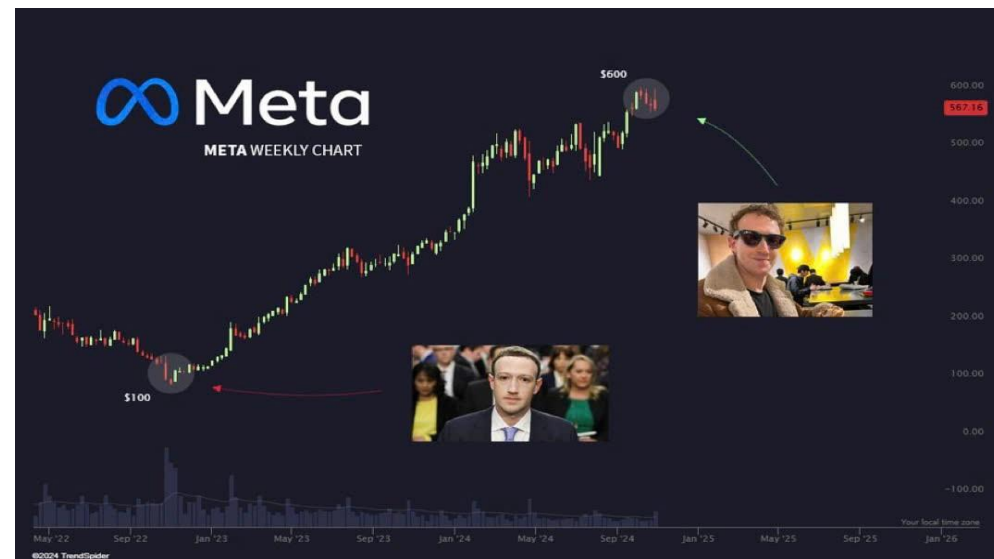 Meta
META WEEKLY CHART
$600
600.00
567.16
500.00
400.00
300.00
200.00
100.00
$100
0.00
−100.00
Your local time zone
May '22 Sep '22 Jan '23 May '23 Sep '23 Jan '24 May '24 Sep '24 Jan '25 May '25 Sep '25 Jan '26
©2024 TrendSpider